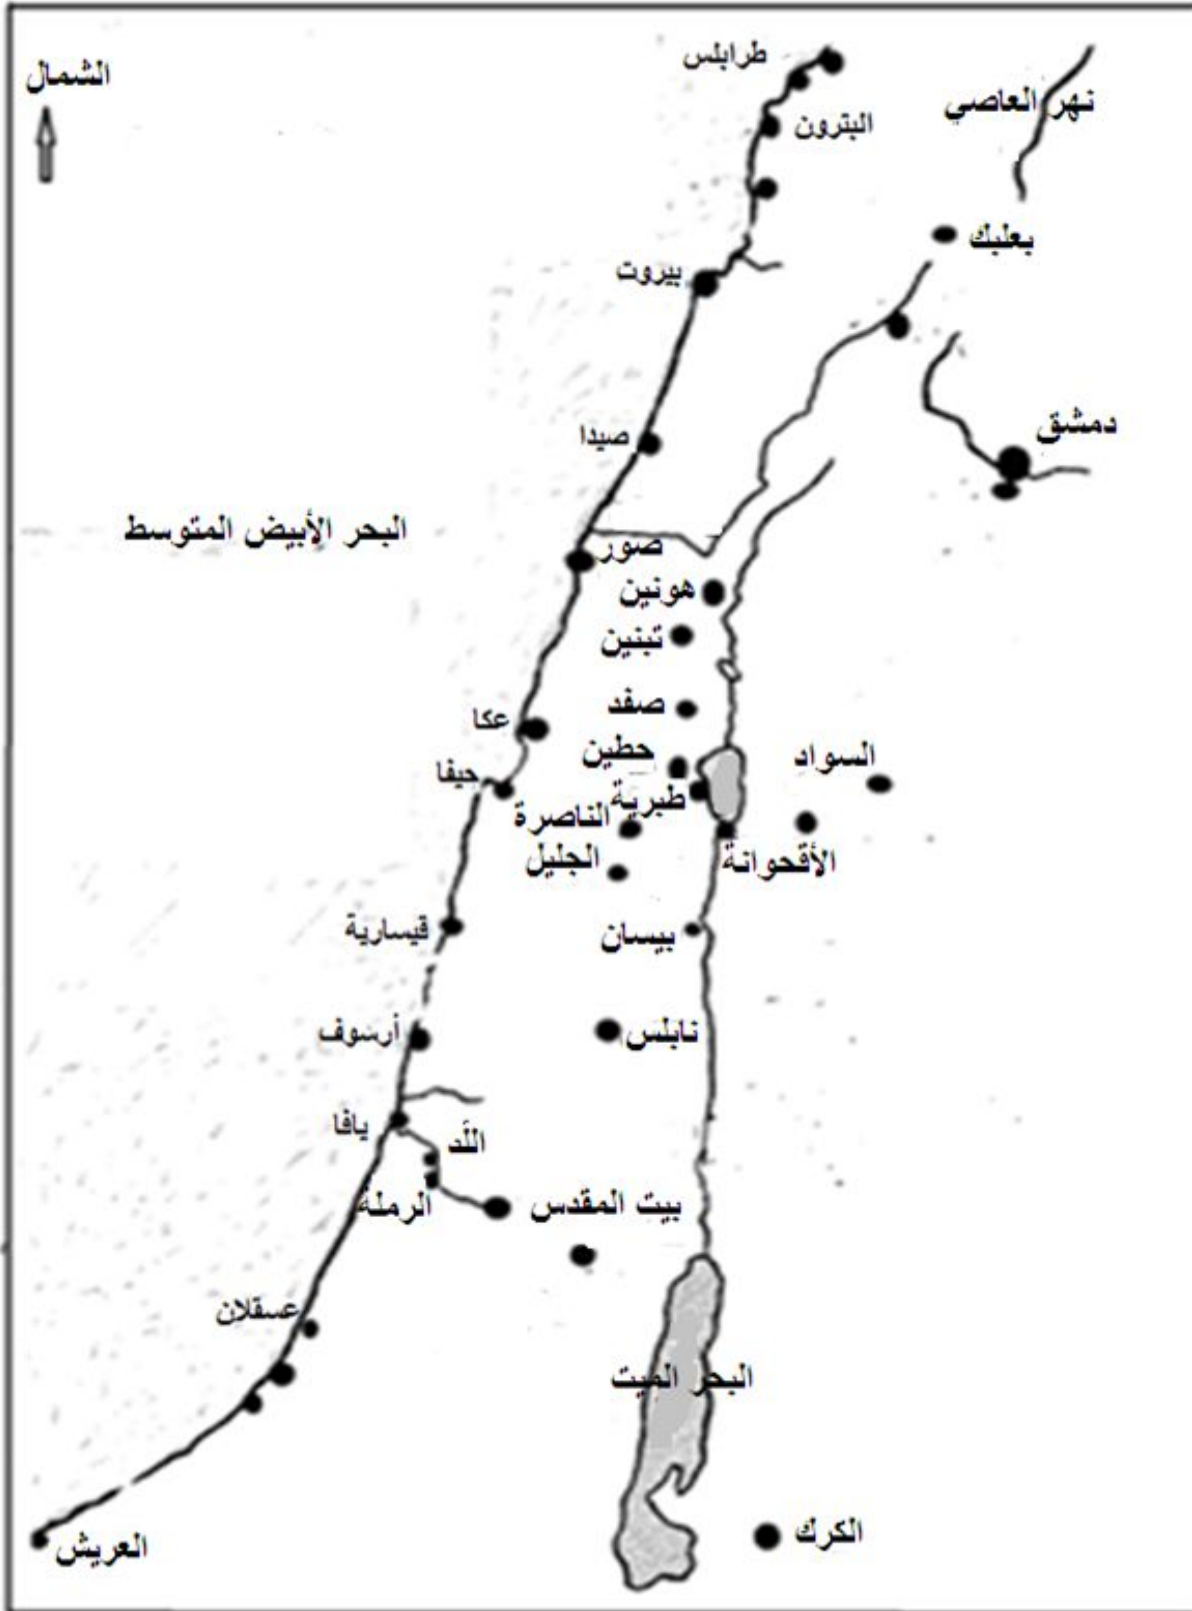 طرابلس
الشمال
نهر العاصي
البترون
بعلبك
بيروت
دمشق
صيدا
البحر الأبيض المتوسط
صور
هونين
تبنين
صفد
عكا
حطين
السواد
حيفا
طبرية
الناصرة
الجليل
الأقحوانة
قيسارية
بيسان
أرسوف
نابلس
يافا
اللّد
الرملة
بيت المقدس
عسقلان
البحر الميت
الكرك
العريش